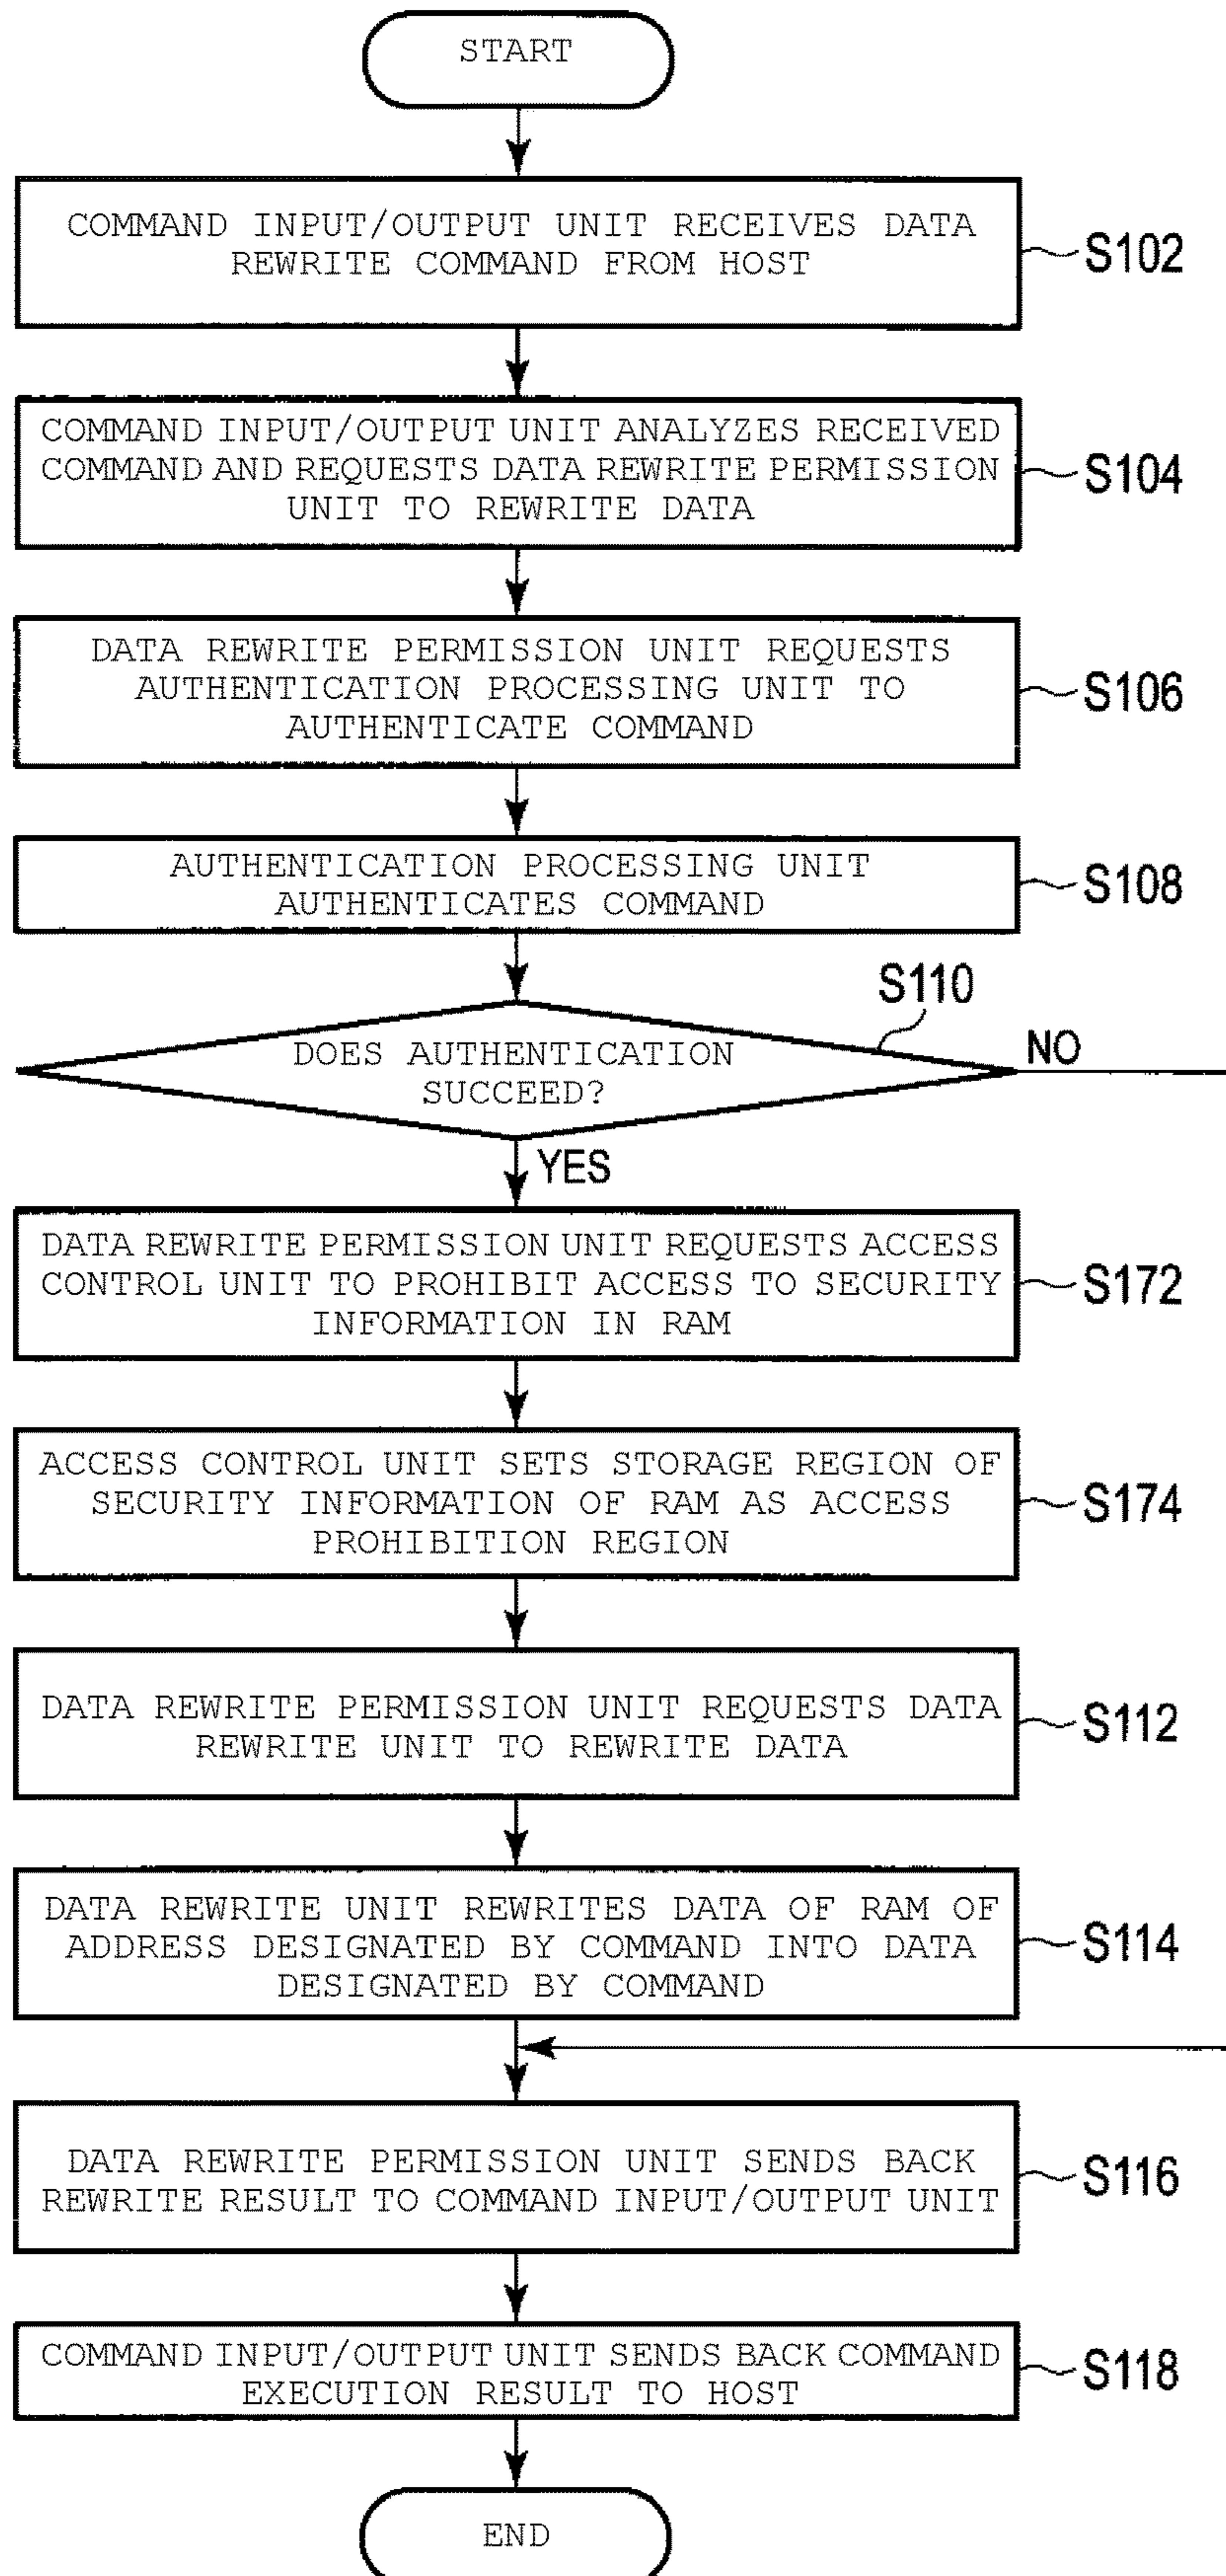 START
COMMAND INPUT/OUTPUT UNIT RECEIVES DATA
REWRITE COMMAND FROM HOST
S102
COMMAND INPUT/OUTPUT UNIT ANALYZES RECEIVED
COMMAND AND REQUESTS DATA REWRITE PERMISSION
UNIT TO REWRITE DATA
S104
DATA REWRITE PERMISSION UNIT REQUESTS
AUTHENTICATION PROCESSING UNIT TO
AUTHENTICATE COMMAND
S106
AUTHENTICATION PROCESSING UNIT
AUTHENTICATES COMMAND
S108
S110
DOES AUTHENTICATION
SUCCEED?
NO
YES
DATA REWRITE PERMISSION UNIT REQUESTS ACCESS
CONTROL UNIT TO PROHIBIT ACCESS TO SECURITY
INFORMATION IN RAM
S172
ACCESS CONTROL UNIT SETS STORAGE REGION OF
SECURITY INFORMATION OF RAM AS ACCESS
PROHIBITION REGION
S174
DATA REWRITE PERMISSION UNIT REQUESTS DATA
REWRITE UNIT TO REWRITE DATA
S112
DATA REWRITE UNIT REWRITES DATA OF RAM OF
ADDRESS DESIGNATED BY COMMAND INTO DATA
DESIGNATED BY COMMAND
S114
DATA REWRITE PERMISSION UNIT SENDS BACK
REWRITE RESULT TO COMMAND INPUT/OUTPUT UNIT
S116
COMMAND INPUT/OUTPUT UNIT SENDS BACK COMMAND
EXECUTION RESULT TO HOST
S118
END